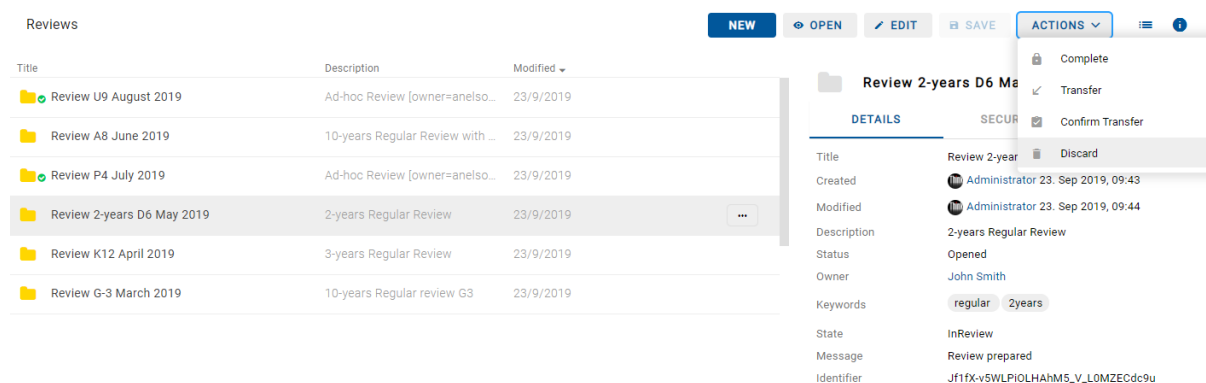 Reviews
NEW
OPEN
EDIT
SAVE
ACTIONS
Title Description Modified
Review U9 August 2019 Ad-hoc Review [owner=anelso... 23/9/2019
Review A8 June 2019 10-years Regular Review with ... 23/9/2019
Review P4 July 2019 Ad-hoc Review [owner=anelso... 23/9/2019
Review 2-years D6 May 2019 2-years Regular Review 23/9/2019 ...
Review K12 April 2019 3-years Regular Review 23/9/2019
Review G-3 March 2019 10-years Regular review G3 23/9/2019
Complete
Transfer
Confirm Transfer
Discard
Review 2-years D6 Ma
DETAILS SECUR
Title Review 2-year
Created Administrator 23. Sep 2019, 09:43
Modified Administrator 23. Sep 2019, 09:44
Description 2-years Regular Review
Status Opened
Owner John Smith
Keywords regular 2years
State InReview
Message Review prepared
Identifier Jf1fX-v5WLPiOLHAhM5_V_L0MZECdc9u